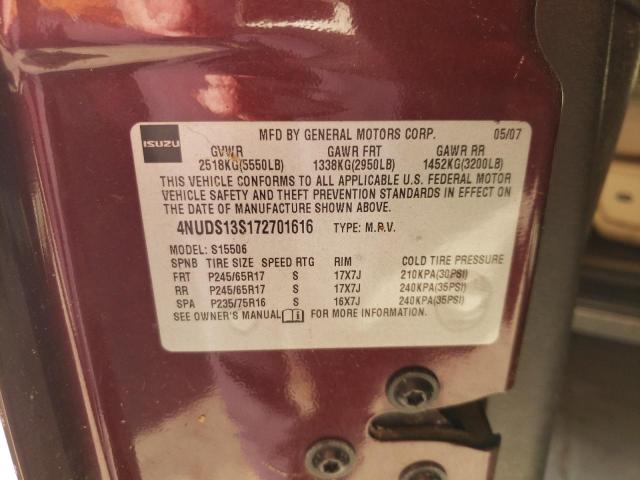 ISUZU
MFD BY GENERAL MOTORS CORP. 05/07
GVWR GAWR FRT GAWR RR
2518KG(5550LB) 1338KG(2950LB) 1452KG(3200LB)
THIS VEHICLE CONFORMS TO ALL APPLICABLE U.S. FEDERAL MOTOR
VEHICLE SAFETY AND THEFT PREVENTION STANDARDS IN EFFECT ON
THE DATE OF MANUFACTURE SHOWN ABOVE.
4NUDS13S172701616 TYPE: M.P.V.
MODEL: S15506
SPNB TIRE SIZE SPEED RTG RIM COLD TIRE PRESSURE
FRT P245/65R17 S 17X7J 210KPA(30PSI)
RR P245/65R17 S 17X7J 240KPA(35PSI)
SPA P235/75R16 S 16X7J 240KPA(35PSI)
SEE OWNER'S MANUAL FOR MORE INFORMATION.